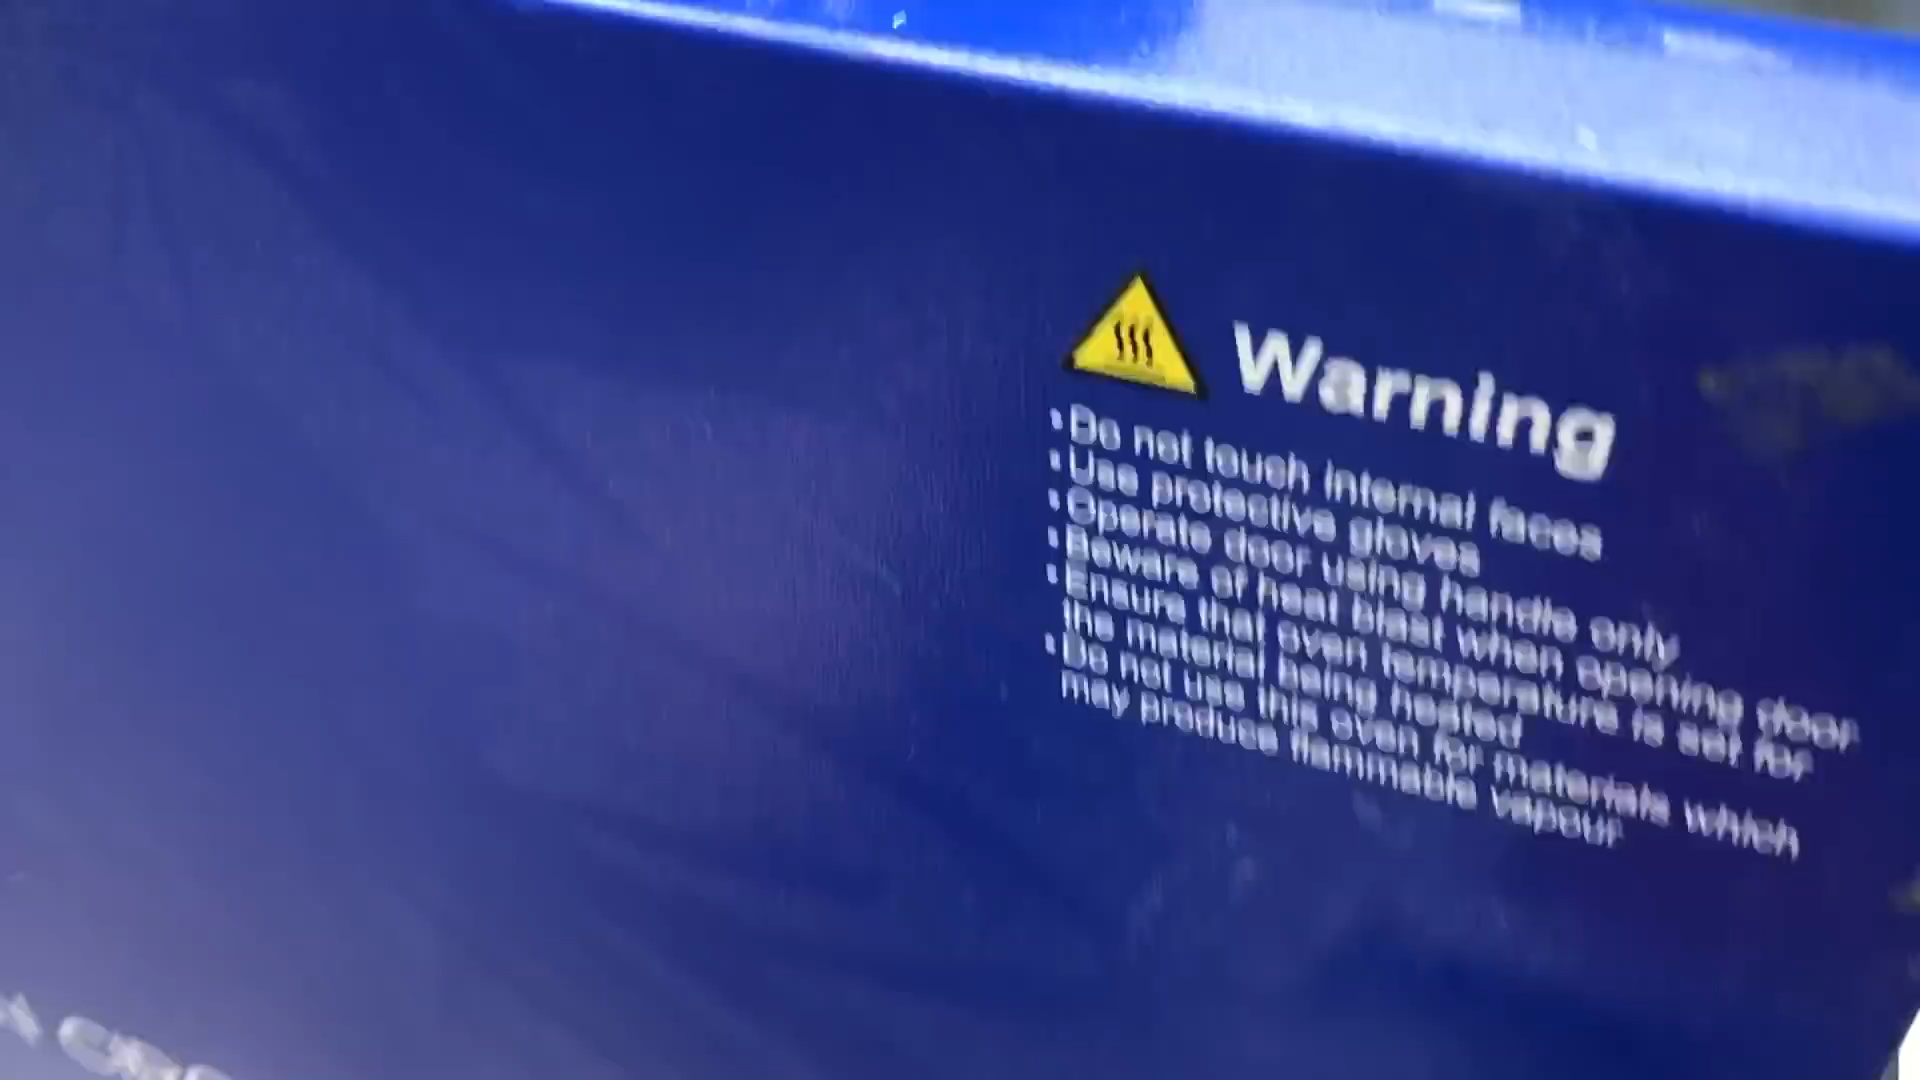 Warning
• Do not touch internal faces
• Use protective gloves
• Operate door using handle only
• Beware of heat blast when opening door
• Ensure that oven temperature is set for
the material being heated
• Do not use this oven for materials which
may produce flammable vapour